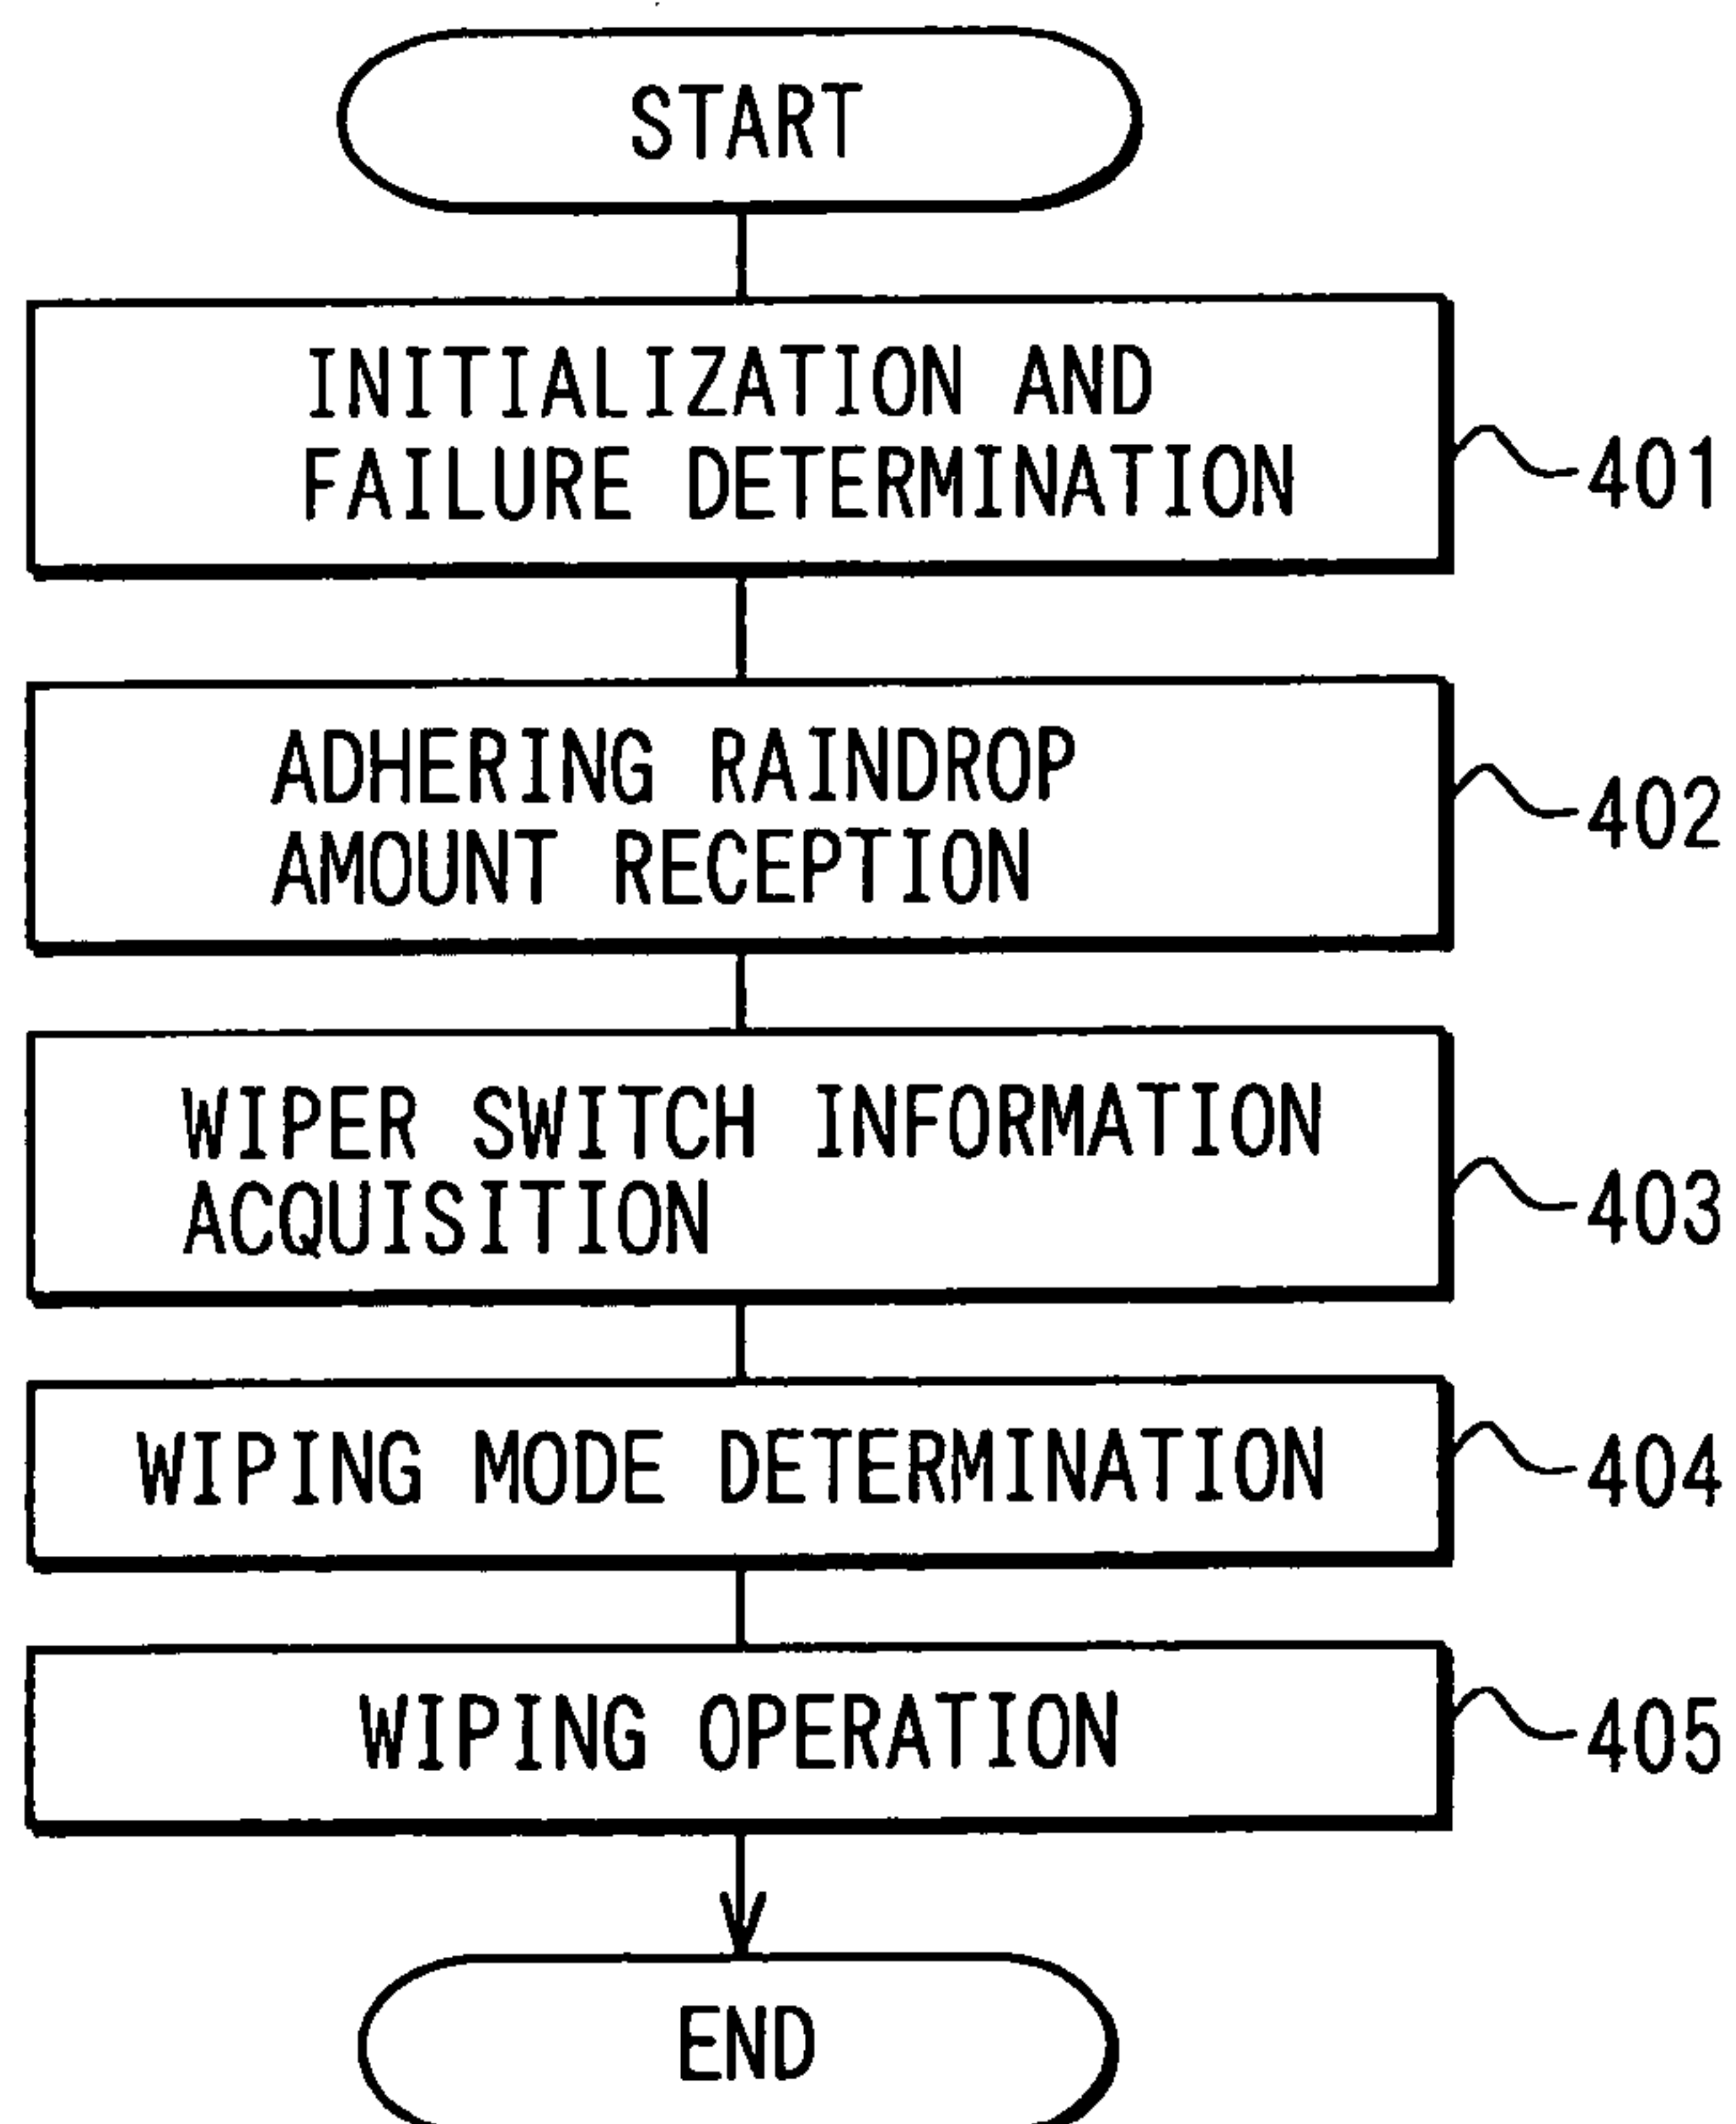 START
INITIALIZATION AND
FAILURE DETERMINATION
401
ADHERING RAINDROP
AMOUNT RECEPTION
402
WIPER SWITCH INFORMATION
ACQUISITION
403
WIPING MODE DETERMINATION
404
WIPING OPERATION
405
END